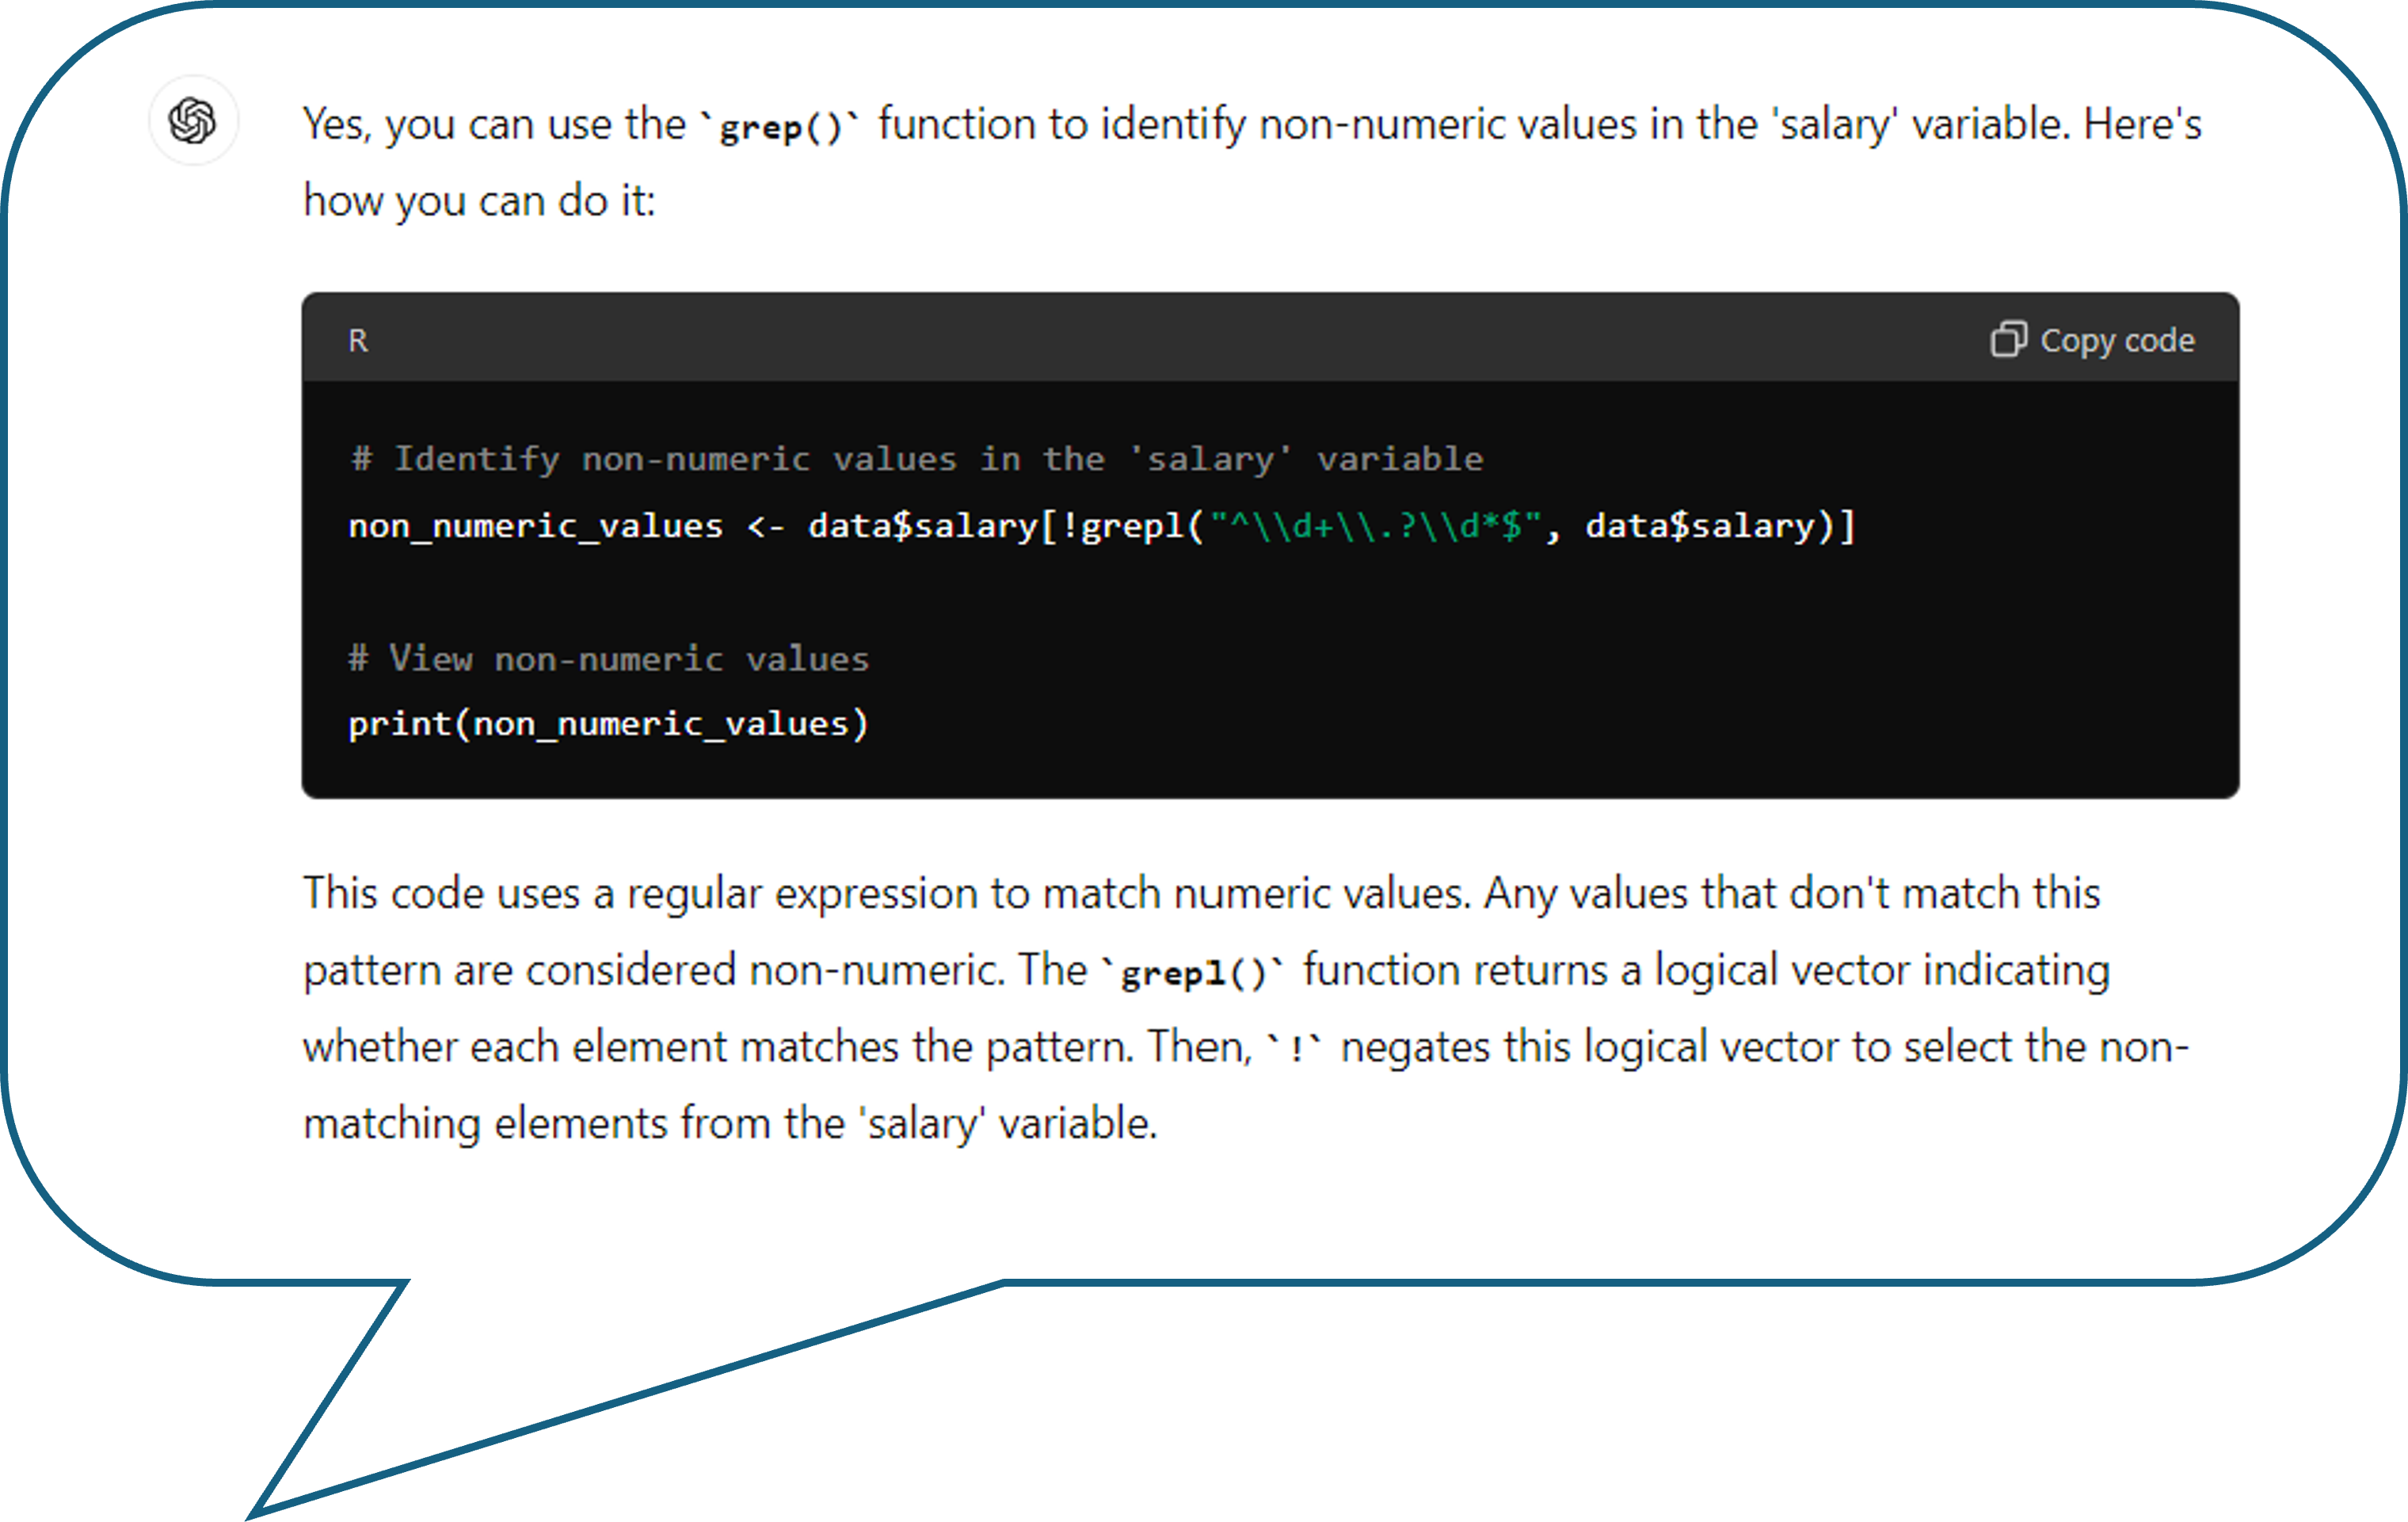 Yes, you can use the `grep()` function to identify non-numeric values in the 'salary' variable. Here's
how you can do it:
R
Copy code
# Identify non-numeric values in the 'salary' variable
non_numeric_values <- data$salary[!grepl("^\\d+\\.?\\d*$", data$salary)]
# View non-numeric values
print(non_numeric_values)
This code uses a regular expression to match numeric values. Any values that don't match this
pattern are considered non-numeric. The `grepl()` function returns a logical vector indicating
whether each element matches the pattern. Then, `!` negates this logical vector to select the non-
matching elements from the 'salary' variable.